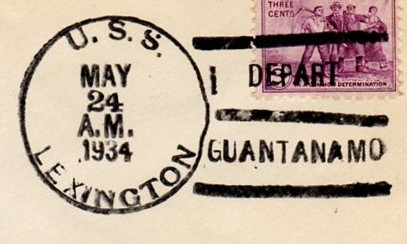 U. S. S.
MAY
24
A.M.
1934
LEXINGTON
THREE
CENTS
DEPART
DETERMINATION
GUANTANAMO